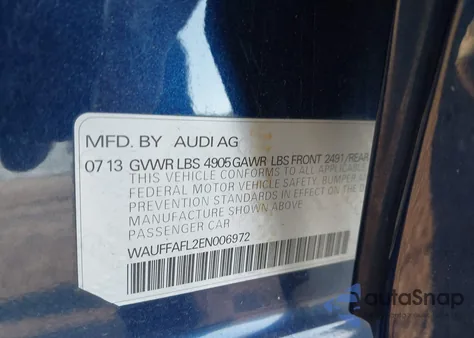 MFD. BY AUDI AG
07 13 GVWR LBS 4905 GAWR LBS FRONT 2491 / REAR
THIS VEHICLE CONFORMS TO ALL APPLICABLE
FEDERAL MOTOR VEHICLE SAFETY, BUMPER AND
PREVENTION STANDARDS IN EFFECT ON THE DATE
MANUFACTURE SHOWN ABOVE
PASSENGER CAR
WAUFFAFL2EN006972
autoSnap